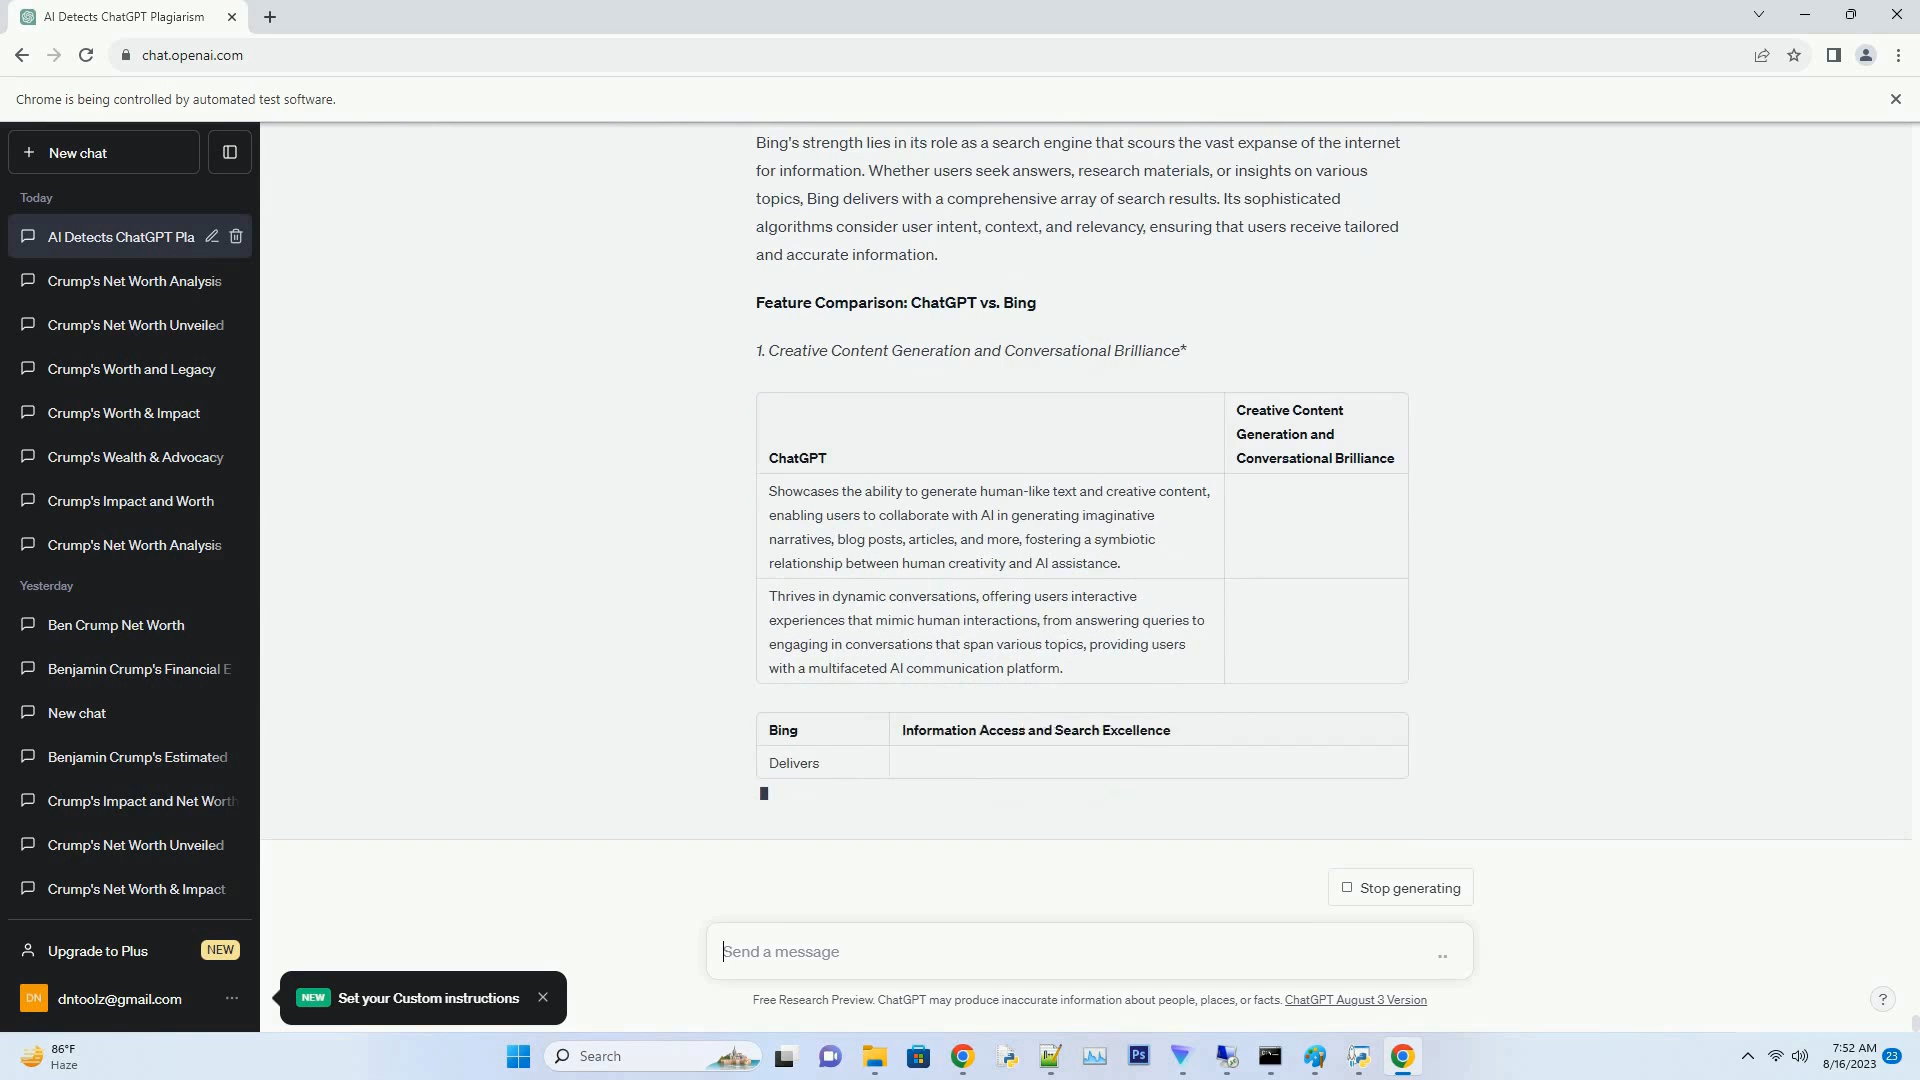 AI Detects ChatGPT Plagiarism
chat.openai.com
Chrome is being controlled by automated test software.
New chat
Today
AI Detects ChatGPT Pla
Crump's Net Worth Analysis
Crump's Net Worth Unveiled
Crump's Worth and Legacy
Crump's Worth & Impact
Crump's Wealth & Advocacy
Crump's Impact and Worth
Crump's Net Worth Analysis
Yesterday
Ben Crump Net Worth
Benjamin Crump's Financial E
New chat
Benjamin Crump's Estimated
Crump's Impact and Net Worth
Crump's Net Worth Unveiled
Crump's Net Worth & Impact
Upgrade to Plus NEW
DN dntoolz@gmail.com
NEW Set your Custom instructions
Bing's strength lies in its role as a search engine that scours the vast expanse of the internet
for information. Whether users seek answers, research materials, or insights on various
topics, Bing delivers with a comprehensive array of search results. Its sophisticated
algorithms consider user intent, context, and relevancy, ensuring that users receive tailored
and accurate information.
Feature Comparison: ChatGPT vs. Bing
1. Creative Content Generation and Conversational Brilliance*
ChatGPT
Creative Content
Generation and
Conversational Brilliance
Showcases the ability to generate human-like text and creative content,
enabling users to collaborate with AI in generating imaginative
narratives, blog posts, articles, and more, fostering a symbiotic
relationship between human creativity and AI assistance.
Thrives in dynamic conversations, offering users interactive
experiences that mimic human interactions, from answering queries to
engaging in conversations that span various topics, providing users
with a multifaceted AI communication platform.
Bing Information Access and Search Excellence
Delivers
Stop generating
Send a message
Free Research Preview. ChatGPT may produce inaccurate information about people, places, or facts. ChatGPT August 3 Version
?
86°F
Haze
Search
Ps
7:52 AM
8/16/2023
23